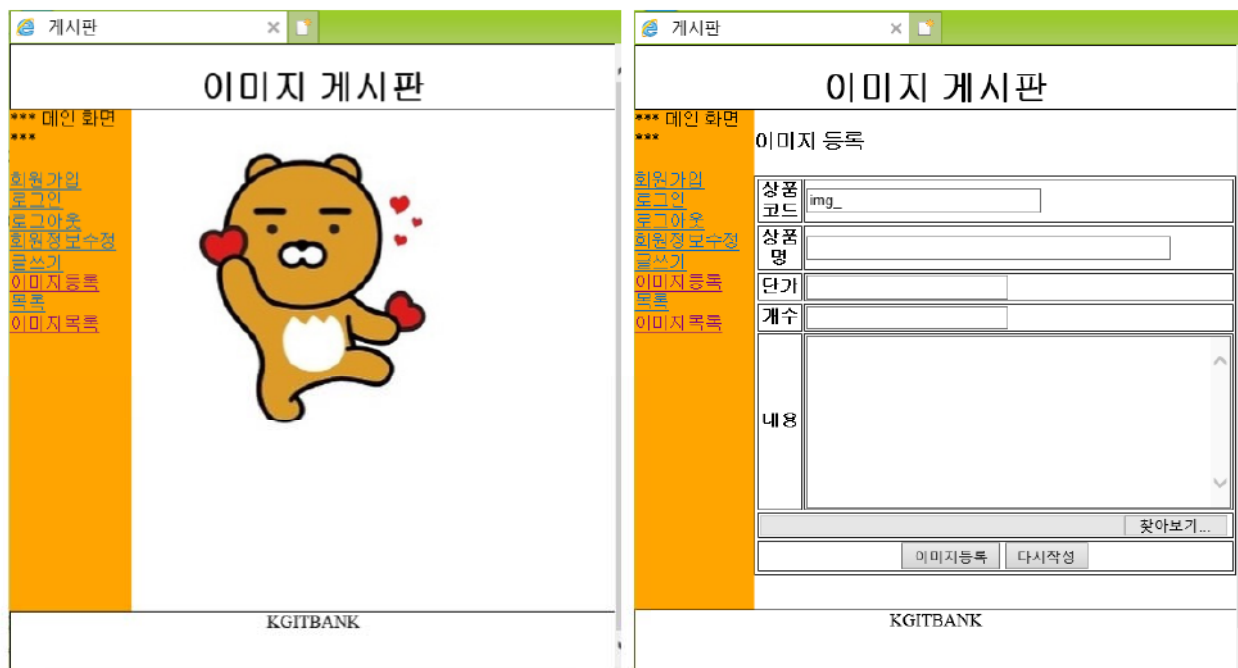 게시판
이미지 게시판
*** 메인 화면
***
회원가입
로그인
로그아웃
회원정보수정
글쓰기
이미지등록
목록
이미지목록
KGITBANK
게시판
이미지 게시판
*** 메인 화면
***
회원가입
로그인
로그아웃
회원정보수정
글쓰기
이미지등록
목록
이미지목록
이미지 등록
상품
코드
img_
상품
명
단가
개수
내용
찾아보기...
이미지등록 다시작성
KGITBANK